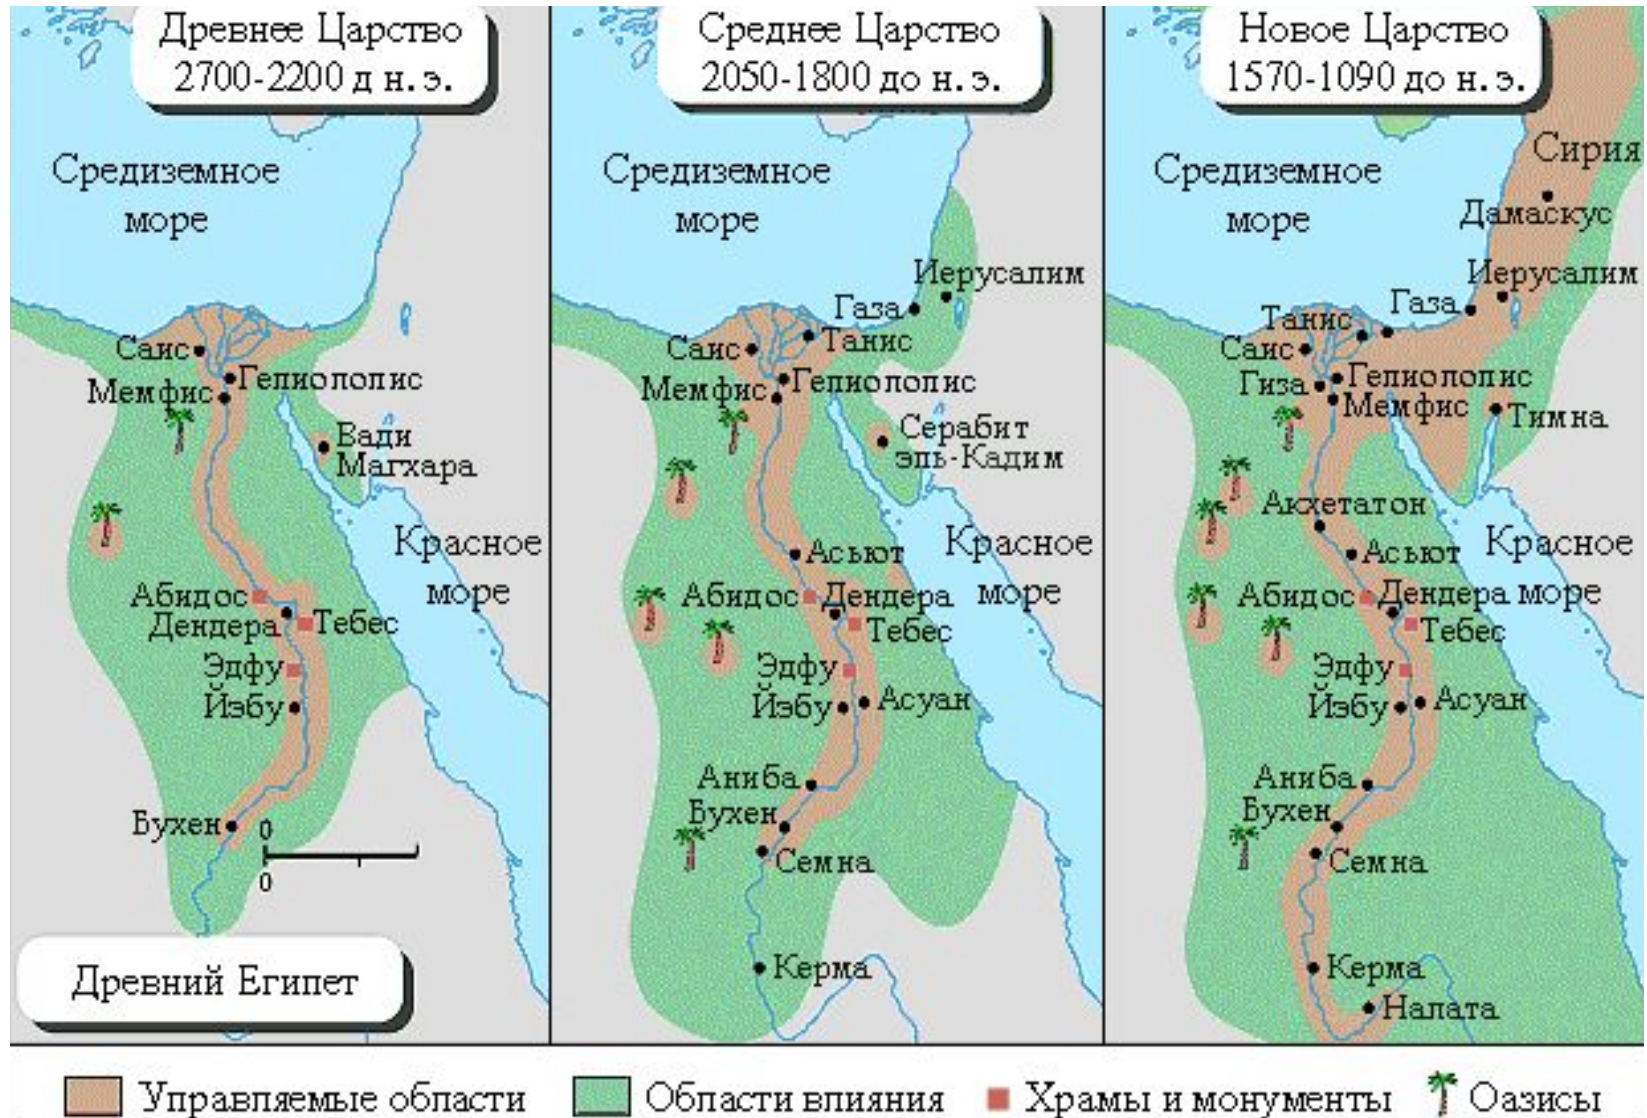 Древнее Царство
2700-2200 д н. э.
Средиземное
море
Саис
Гелиополис
Мемфис
Вади
Магхара
Красное
море
Абидос
Дендера
Тебес
Эдфу
Йэбу
Бухен
0
0
Древний Египет
Среднее Царство
2050-1800 до н. э.
Средиземное
море
Иерусалим
Газа
Танис
Саис
Гелиополис
Мемфис
Серабит
эль-Кадим
Красное
море
Асьют
Абидос
Дендера
Тебес
Эдфу
Йэбу
Асуан
Аниба
Бухен
Семна
Керма
Новое Царство
1570-1090 до н. э.
Сирия
Средиземное
море
Дамаскус
Иерусалим
Газа
Танис
Саис
Гелиополис
Гиза
Мемфис
Тимна
Акхетатон
Асьют
Красное
море
Абидос
Дендера
Тебес
Эдфу
Йэбу
Асуан
Аниба
Бухен
Семна
Керма
Налата
Управляемые области
Области влияния
Храмы и монументы
Оазисы